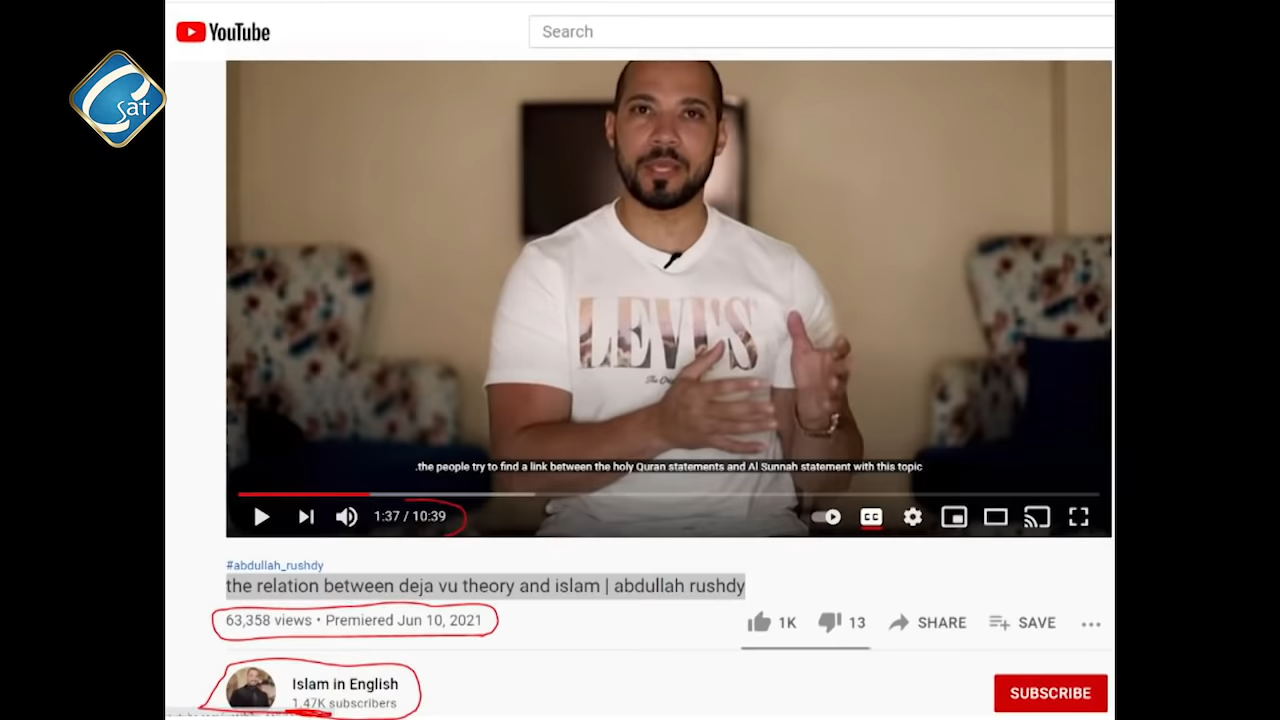 YouTube
Search
C sat
LEVI'S
The
.the people try to find a link between the holy Quran statements and Al Sunnah statement with this topic
1:37 / 10:39
CC
#abdullah_rushdy
the relation between deja vu theory and islam | abdullah rushdy
63,358 views • Premiered Jun 10, 2021
1K 13 SHARE SAVE
Islam in English
1.47K subscribers
SUBSCRIBE